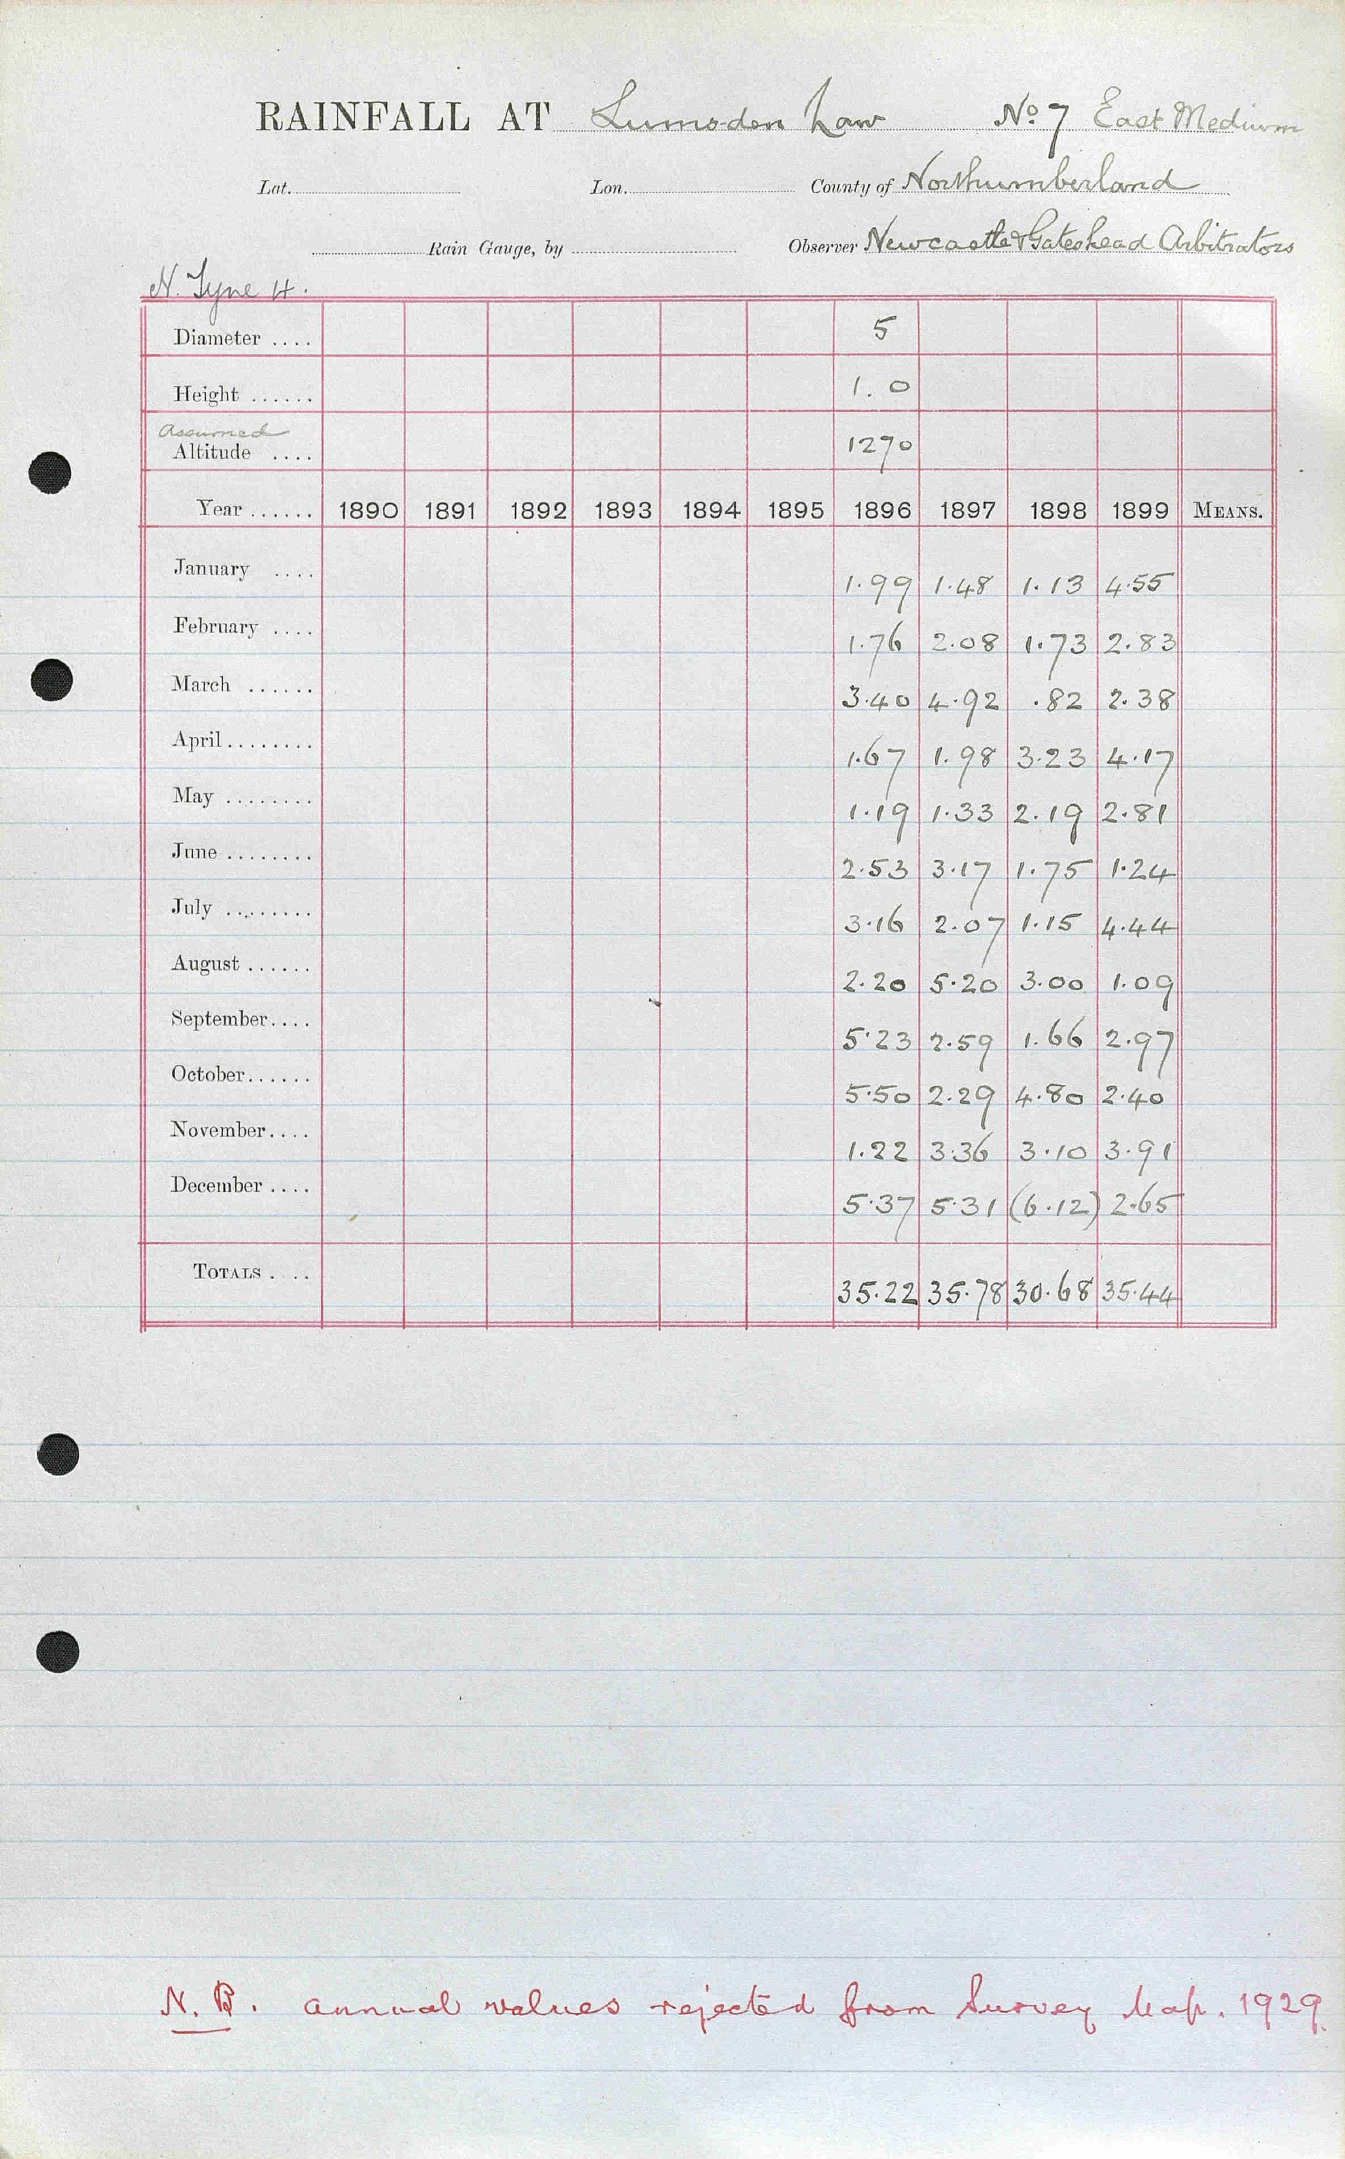 RAINFALL AT Lumsden Law No 7 East Medium
Lat. Lon. County of Northumberland
Rain Gauge, by Observer Newcastle & Gateshead Arbitrators
N. Tyne 4.
Diameter .... 5
Height ...... 1. 0
Assumed
Altitude .... 1270
Year ...... 1890 1891 1892 1893 1894 1895 1896 1897 1898 1899 MEANS.
January .... 1.99 1.48 1.13 4.55
February .... 1.76 2.08 1.73 2.83
March ...... 3.40 4.92 .82 2.38
April ........ 1.67 1.98 3.23 4.17
May ........ 1.19 1.33 2.19 2.81
June ........ 2.53 3.17 1.75 1.24
July ........ 3.16 2.07 1.15 4.44
August ...... 2.20 5.20 3.00 1.09
September.... 5.23 2.59 1.66 2.97
October...... 5.50 2.29 4.80 2.40
November.... 1.22 3.36 3.10 3.91
December .... 5.37 5.31 (6.12) 2.65
TOTALS .... 35.22 35.78 30.68 35.44
N.B. annual values rejected from Survey Map. 1929.